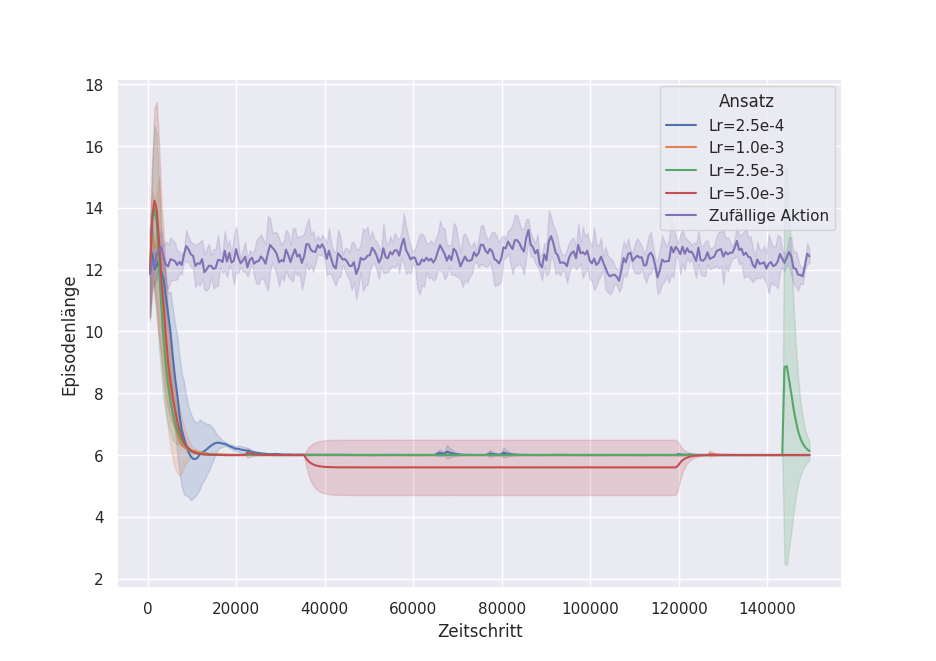 Ansatz
Lr=2.5e-4
Lr=1.0e-3
Lr=2.5e-3
Lr=5.0e-3
Zufällige Aktion
Episodenlänge
18
16
14
12
10
8
6
4
2
0 20000 40000 60000 80000 100000 120000 140000
Zeitschritt